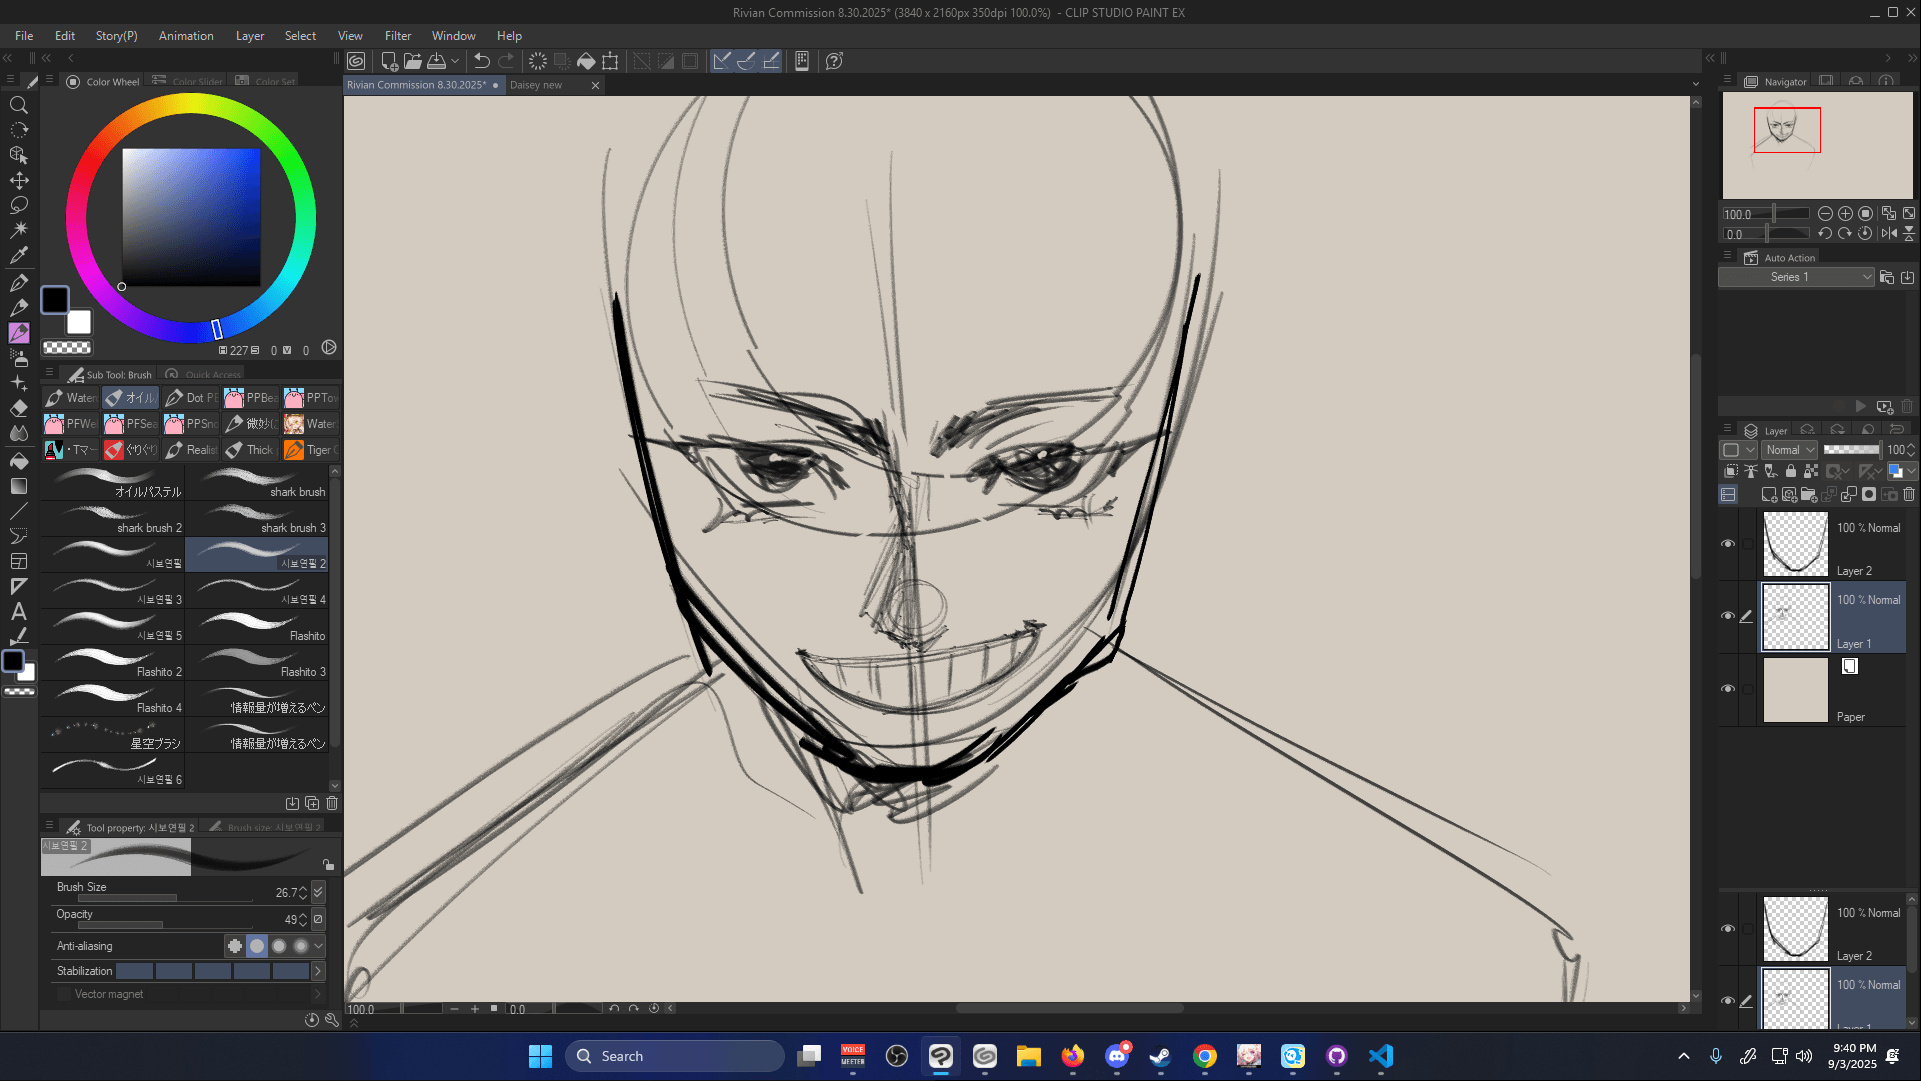 Rivian Commission 8.30.2025* (3840 x 2160px 350dpi 100.0%) - CLIP STUDIO PAINT EX
File Edit Story(P) Animation Layer Select View Filter Window Help
Color Wheel Color Slider Color Set
Rivian Commission 8.30.2025* Daisey new
Navigator
227 0 0
100.0
0.0
Auto Action
Series 1
Sub Tool: Brush Quick Access
オイル Dot
PFWe PFSea PPSno Water
ぐりぐり Realist Thick Tiger
オイルパステル shark brush
shark brush 2 shark brush 3
시보연필 시보연필 2
시보연필 3 시보연필 4
시보연필 5 Flashito
Flashito 2 Flashito 3
Flashito 4 情報量が増えるペン
星空ブラシ 情報量が増えるペン
시보연필 6
Tool property: 시보연필 2 Brush size: 시보연필 2
시보연필 2
Brush Size 26.7
Opacity 49
Anti-aliasing
Stabilization
Vector magnet
Layer
Normal 100
100 % Normal
Layer 2
100 % Normal
Layer 1
Paper
100 % Normal
Layer 2
100 % Normal
Layer 1
100.0 0.0
Search
VOICE
MEETER
9:40 PM
9/3/2025